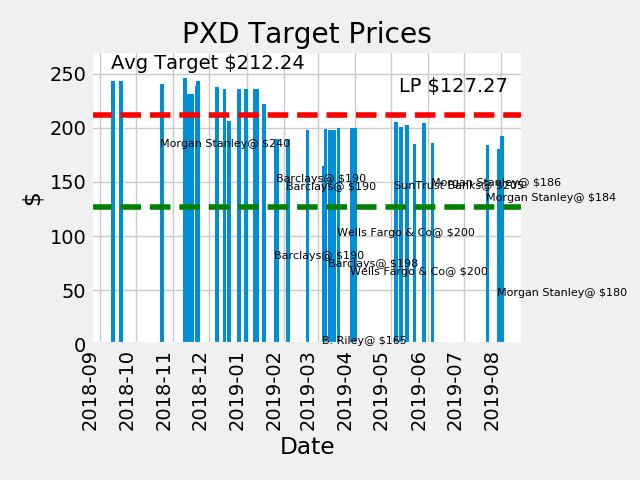 PXD Target Prices
Avg Target $212.24
LP $127.27
250
200
150
100
50
0
$
Morgan Stanley@ $240
Barclays@ $190
Barclays@ $190
Barclays@ $190
B. Riley@ $165
Barclays@ $198
Wells Fargo & Co@ $200
Wells Fargo & Co@ $200
SunTrust Banks@ $205
Morgan Stanley@ $186
Morgan Stanley@ $184
Morgan Stanley@ $180
2018-09
2018-10
2018-11
2018-12
2019-01
2019-02
2019-03
2019-04
2019-05
2019-06
2019-07
2019-08
Date